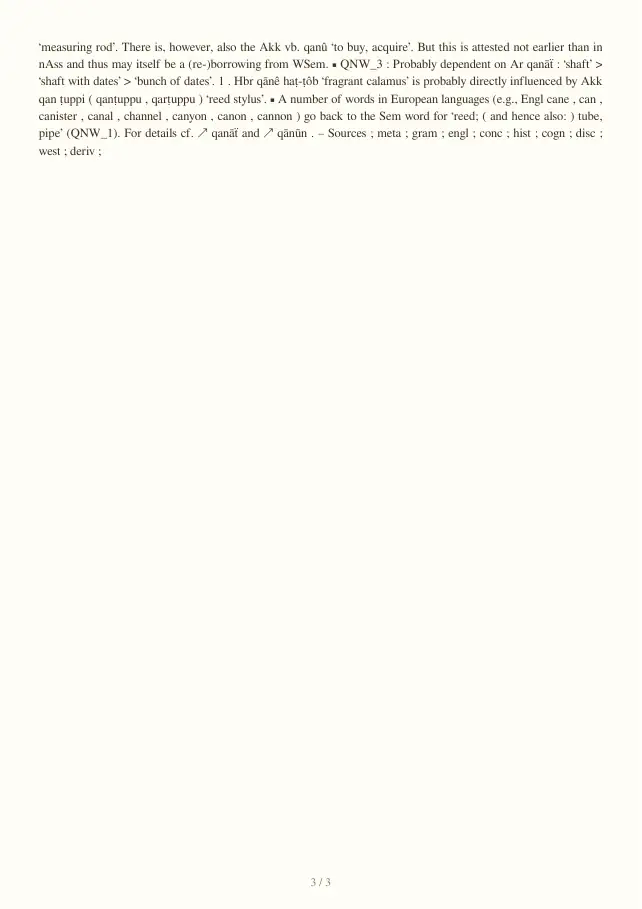 ‘measuring rod’. There is, however, also the Akk vb. qanû ‘to buy, acquire’. But this is attested not earlier than in
nAss and thus may itself be a (re-)borrowing from WSem. ▪ QNW_3 : Probably dependent on Ar qanāẗ : ‘shaft’ >
‘shaft with dates’ > ‘bunch of dates’. 1 . Hbr qānê haṭ-ṭôb ‘fragrant calamus’ is probably directly influenced by Akk
qan ṭuppi ( qanṭuppu , qarṭuppu ) ‘reed stylus’. ▪ A number of words in European languages (e.g., Engl cane , can ,
canister , canal , channel , canyon , canon , cannon ) go back to the Sem word for ‘reed; ( and hence also: ) tube,
pipe’ (QNW_1). For details cf. ↗ qanāẗ and ↗ qānūn . – Sources ; meta ; gram ; engl ; conc ; hist ; cogn ; disc ;
west ; deriv ;
3 / 3